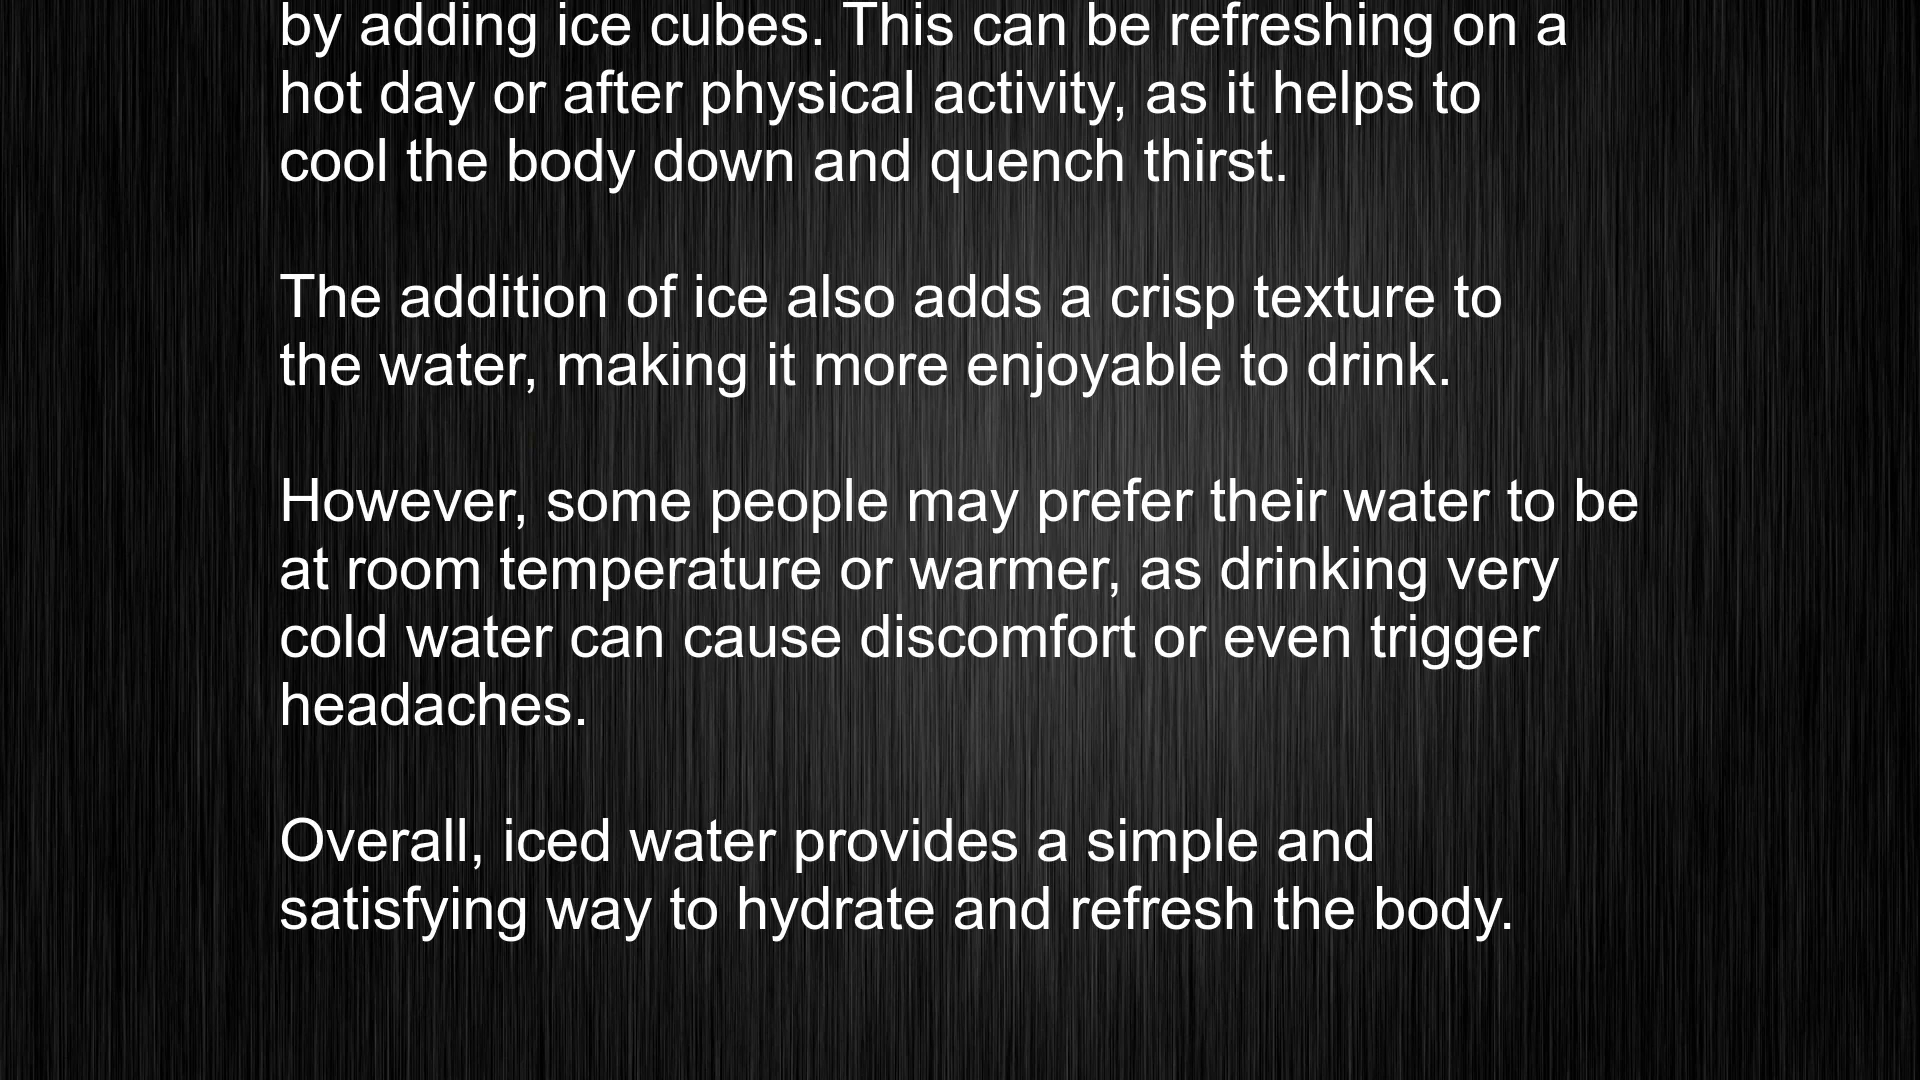 by adding ice cubes. This can be refreshing on a
hot day or after physical activity, as it helps to
cool the body down and quench thirst.
The addition of ice also adds a crisp texture to
the water, making it more enjoyable to drink.
However, some people may prefer their water to be
at room temperature or warmer, as drinking very
cold water can cause discomfort or even trigger
headaches.
Overall, iced water provides a simple and
satisfying way to hydrate and refresh the body.